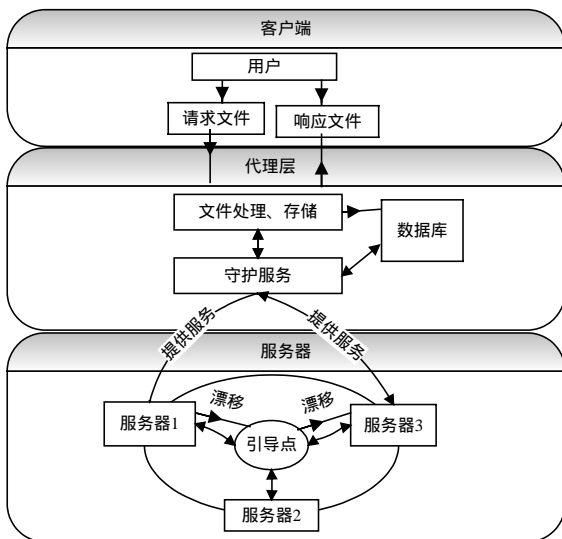 客户端
用户
请求文件
响应文件
代理层
文件处理、存储
数据库
守护服务
提供服务
提供服务
服务器
漂移
漂移
服务器1
引导点
服务器3
服务器2